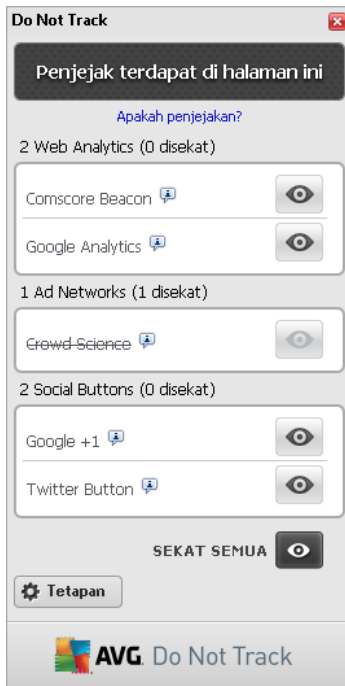 Do Not Track
Penjejak terdapat di halaman ini
Apakah penjejakan?
2 Web Analytics (0 disekat)
Comscore Beacon
Google Analytics
1 Ad Networks (1 disekat)
Crowd Science
2 Social Buttons (0 disekat)
Google +1
Twitter Button
SEKAT SEMUA
Tetapan
AVG. Do Not Track